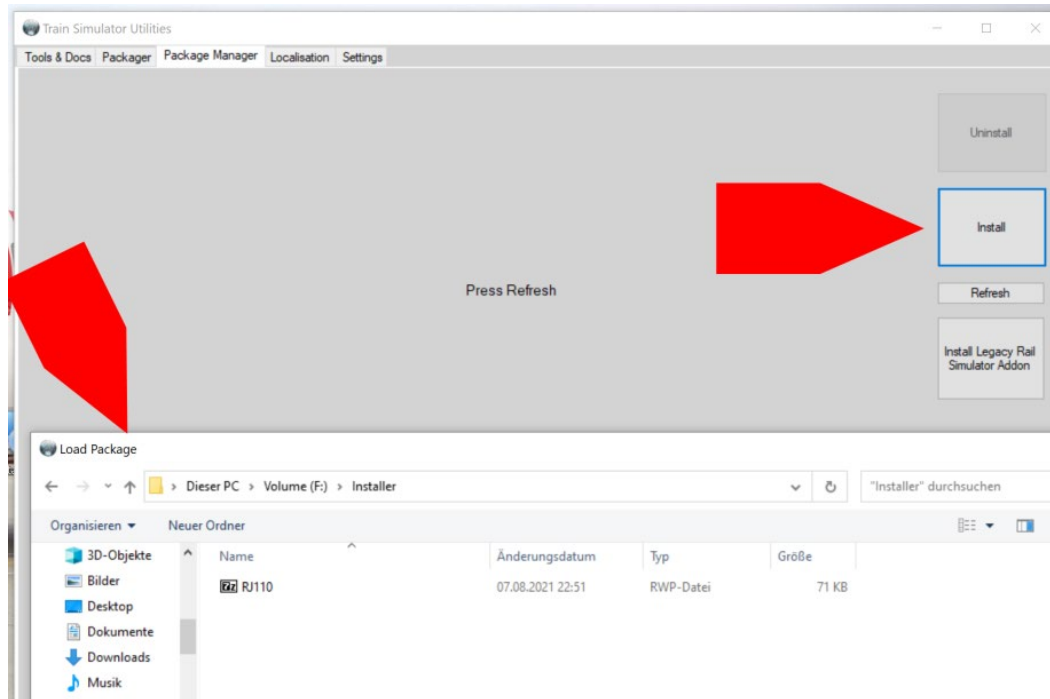 Train Simulator Utilities
Tools & Docs Packager Package Manager Localisation Settings
Uninstall
Install
Press Refresh
Refresh
Install Legacy Rail
Simulator Addon
Load Package
Dieser PC > Volume (F:) > Installer
"Installer" durchsuchen
Organisieren Neuer Ordner
3D-Objekte
Bilder
Desktop
Dokumente
Downloads
Musik
Name Änderungsdatum Typ Größe
7z RJ110 07.08.2021 22:51 RWP-Datei 71 KB